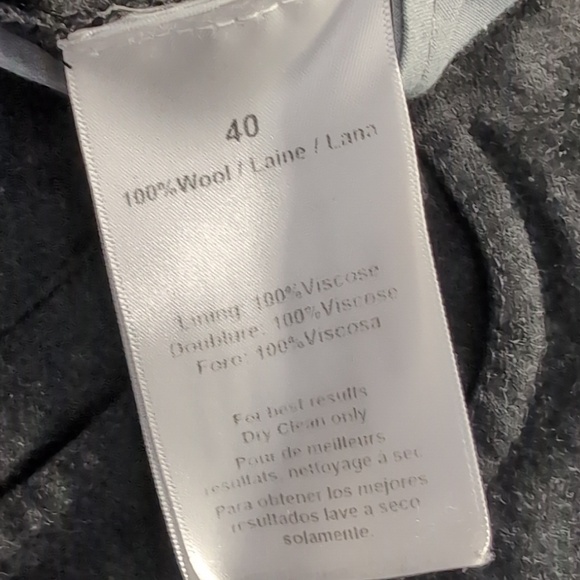 40
100%Wool / Laine / Lana
Lining: 100%Viscose
Doublure: 100%Viscose
Foro: 100%Viscosa
For best results
Dry Clean only
Pour de meilleurs
resultats, nettoyage à sec
Para obtener los mejores
resultados lave a seco
solamente.